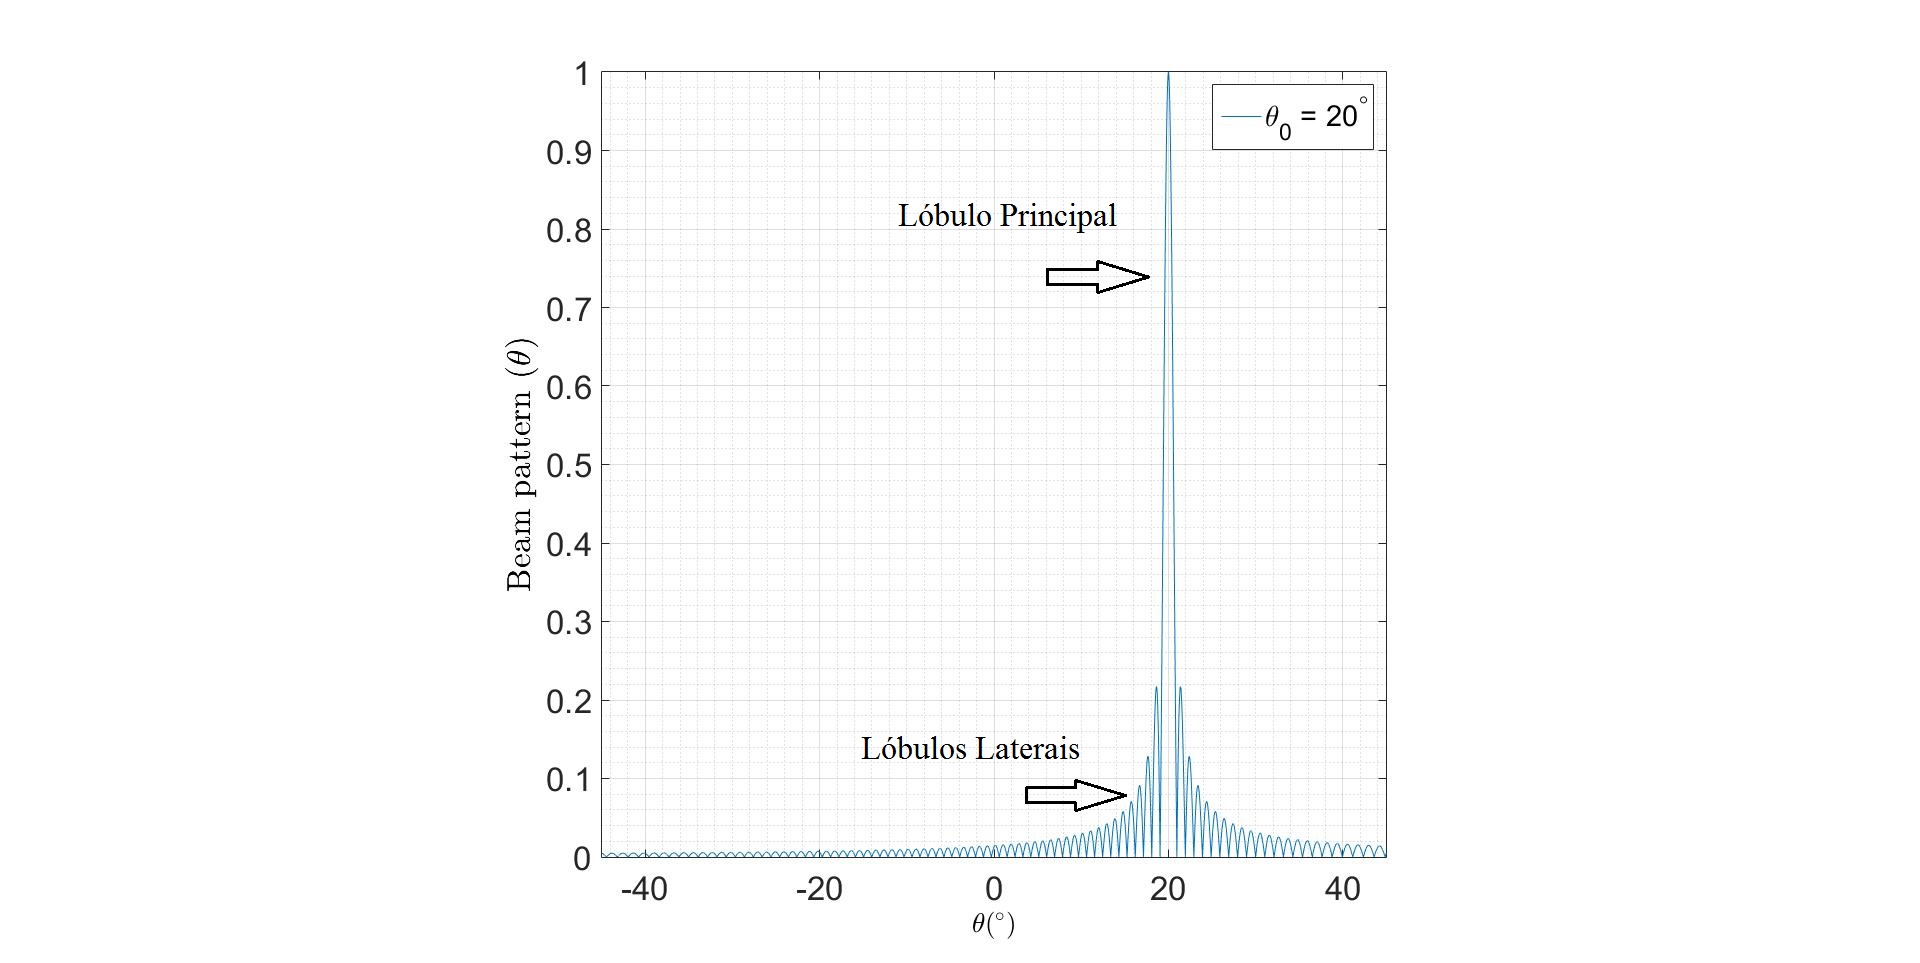 1
0.9
0.8
0.7
0.6
0.5
0.4
0.3
0.2
0.1
0
Beam pattern (θ)
θ₀ = 20°
Lóbulo Principal
Lóbulos Laterais
-40 -20 0 20 40
θ(°)